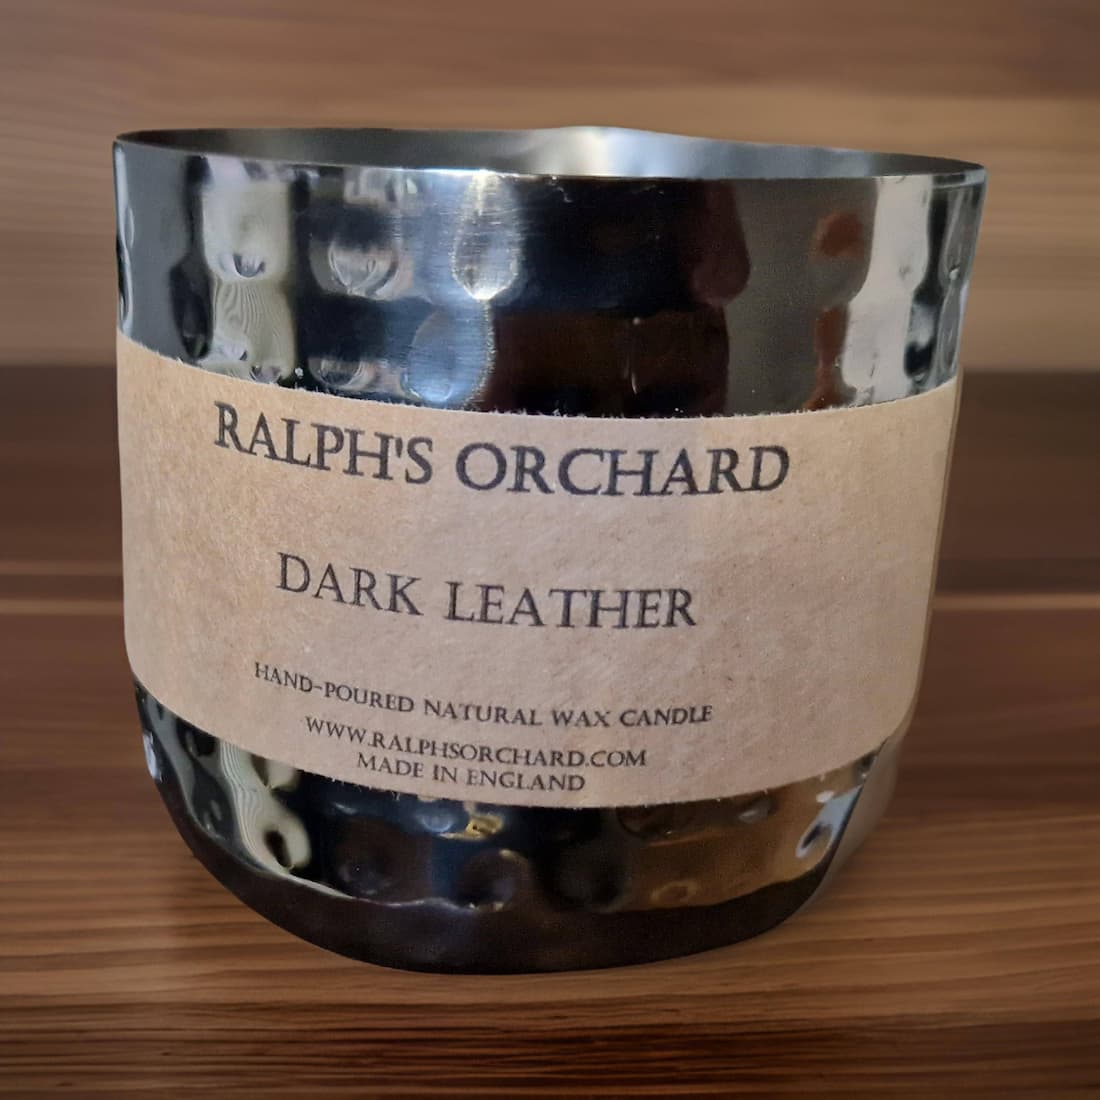 RALPH'S ORCHARD
DARK LEATHER
HAND-POURED NATURAL WAX CANDLE
WWW.RALPHSORCHARD.COM
MADE IN ENGLAND